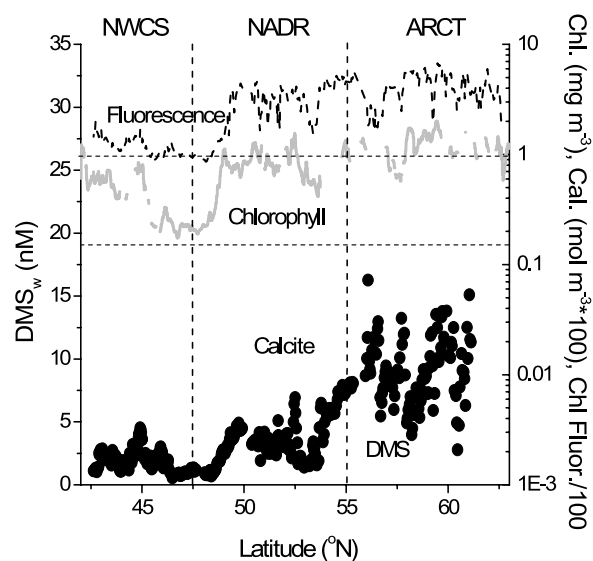 NWCS NADR ARCT
35
30
25
20
15
10
5
0
DMSw (nM)
Fluorescence
Chlorophyll
Calcite
DMS
10
1
0.1
0.01
1E-3
Chl. (mg m⁻³), Cal. (mol m⁻³*100), Chl Fluor./100
45 50 55 60
Latitude (°N)